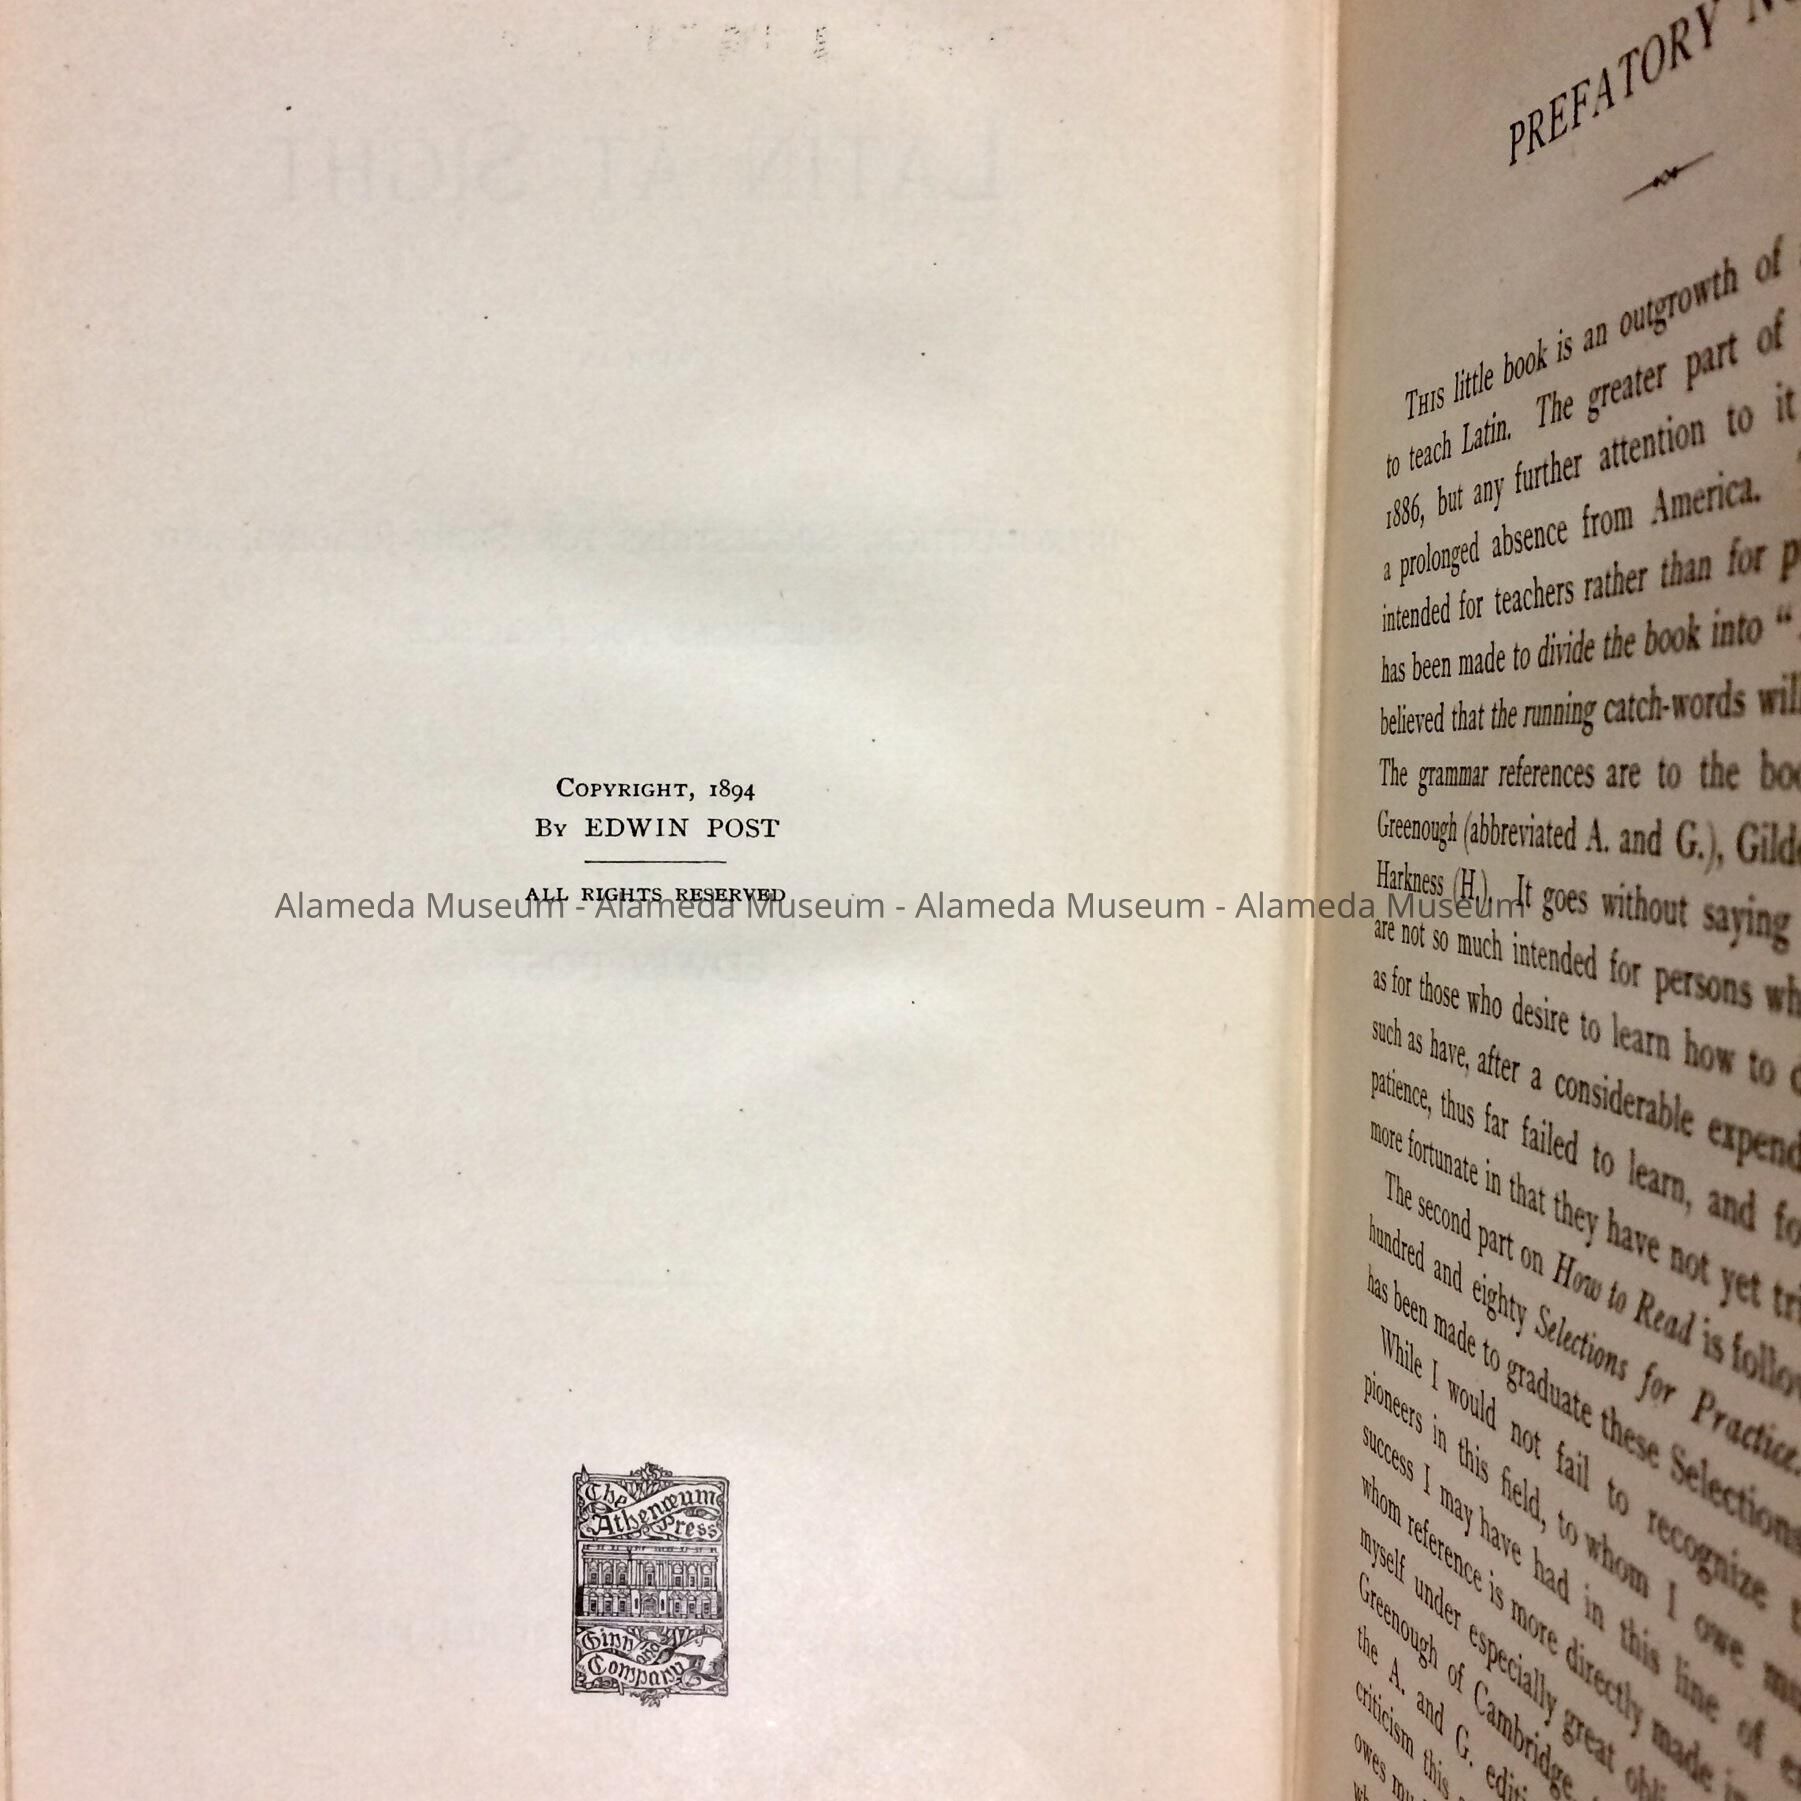 COPYRIGHT, 1894
BY EDWIN POST
ALL RIGHTS RESERVED
Alameda Museum - Alameda Museum - Alameda Museum - Alameda Museum
The
Athenæum
Press
Ginn and
Company
PREFATORY
THIS little book is an outgrowth of
to teach Latin. The greater part of
1886, but any further attention to it
a prolonged absence from America.
intended for teachers rather than for
has been made to divide the book into "
believed that the running catch-words will
The grammar references are to the
Greenough (abbreviated A. and G.),
Harkness (H.). It goes without saying
are not so much intended for persons
as for those who desire to learn how to
such as have, after a considerable
patience, thus far failed to learn, and
more fortunate in that they have not yet
The second part on How to Read is
hundred and eighty Selections for Practice.
has been made to graduate these Selections
While I would not fail to recognize
pioneers in this field, to whom I owe
success I may have had in this line of
whom reference is more directly made
myself under especially great
Greenough of Cambridge,
the A. and G.
criticism this
owes